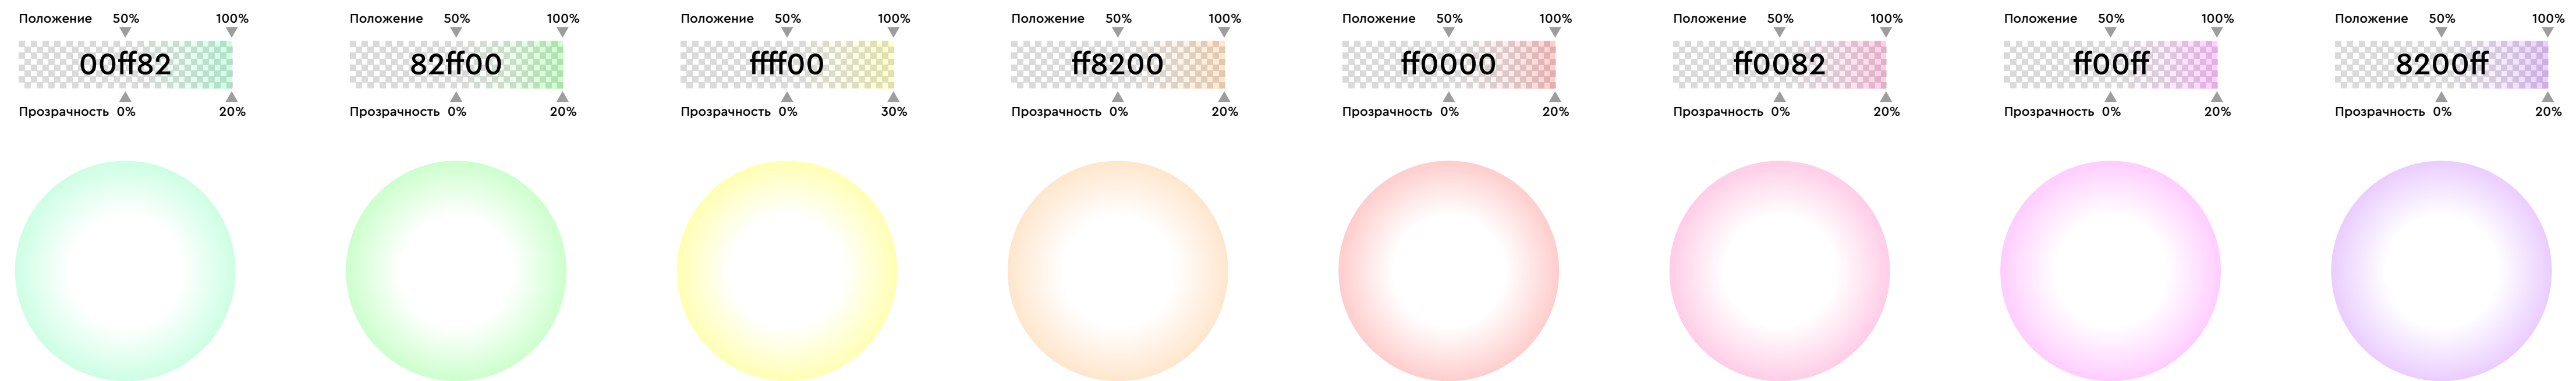 Положение 50% 100%
00ff82
Прозрачность 0% 20%
Положение 50% 100%
82ff00
Прозрачность 0% 20%
Положение 50% 100%
ffff00
Прозрачность 0% 30%
Положение 50% 100%
ff8200
Прозрачность 0% 20%
Положение 50% 100%
ff0000
Прозрачность 0% 20%
Положение 50% 100%
ff0082
Прозрачность 0% 20%
Положение 50% 100%
ff00ff
Прозрачность 0% 20%
Положение 50% 100%
8200ff
Прозрачность 0% 20%